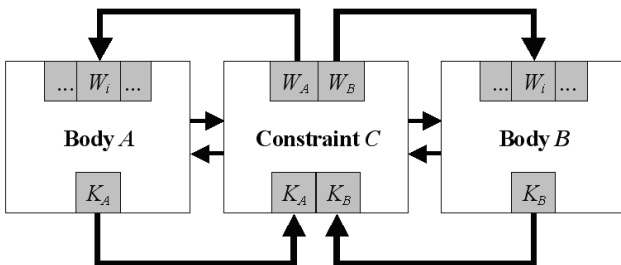 ... W_i ... W_A W_B ... W_i ...
Body A Constraint C Body B
K_A K_A K_B K_B